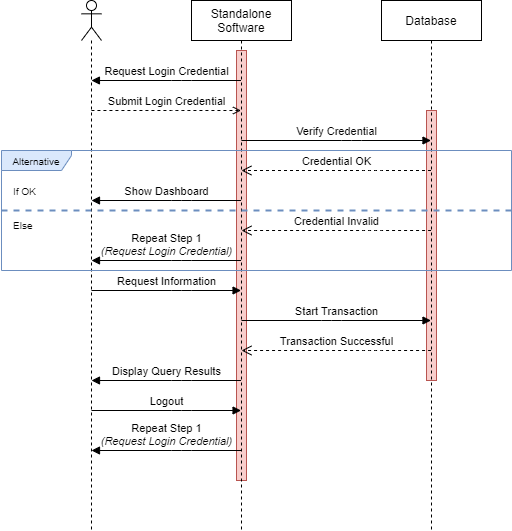 Standalone
Software
Database
Request Login Credential
Submit Login Credential
Verify Credential
Alternative
Credential OK
If OK
Show Dashboard
Else
Credential Invalid
Repeat Step 1
(Request Login Credential)
Request Information
Start Transaction
Transaction Successful
Display Query Results
Logout
Repeat Step 1
(Request Login Credential)